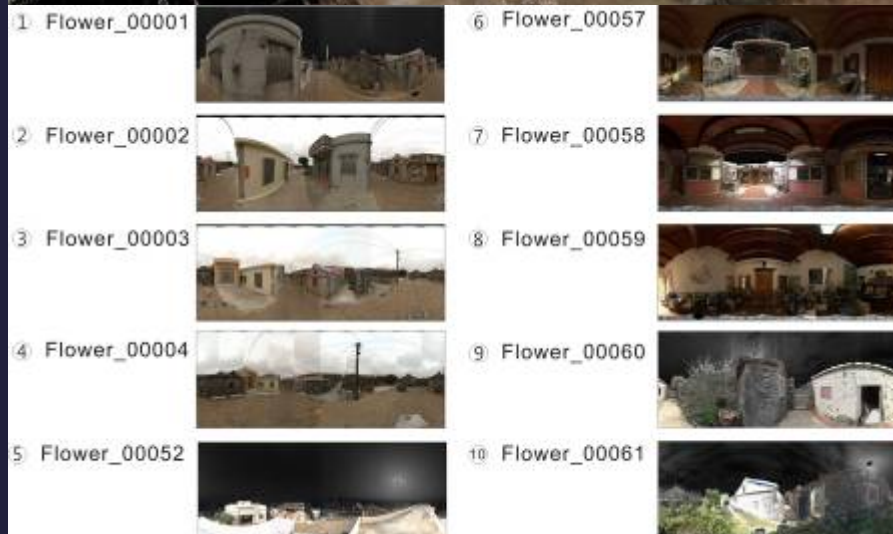 ① Flower_00001
② Flower_00002
③ Flower_00003
④ Flower_00004
⑤ Flower_00052
⑥ Flower_00057
⑦ Flower_00058
⑧ Flower_00059
⑨ Flower_00060
⑩ Flower_00061